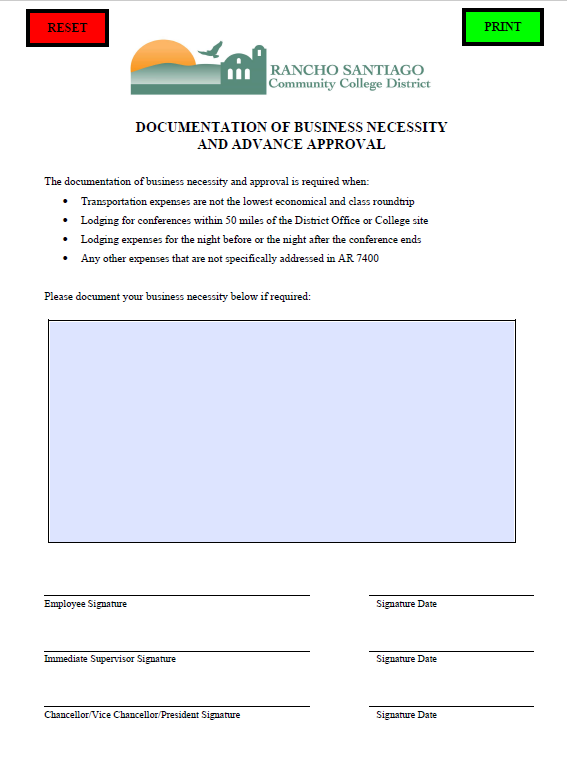 RESET
PRINT
RANCHO SANTIAGO
Community College District
DOCUMENTATION OF BUSINESS NECESSITY
AND ADVANCE APPROVAL
The documentation of business necessity and approval is required when:
• Transportation expenses are not the lowest economical and class roundtrip
• Lodging for conferences within 50 miles of the District Office or College site
• Lodging expenses for the night before or the night after the conference ends
• Any other expenses that are not specifically addressed in AR 7400
Please document your business necessity below if required:
Employee Signature
Signature Date
Immediate Supervisor Signature
Signature Date
Chancellor/Vice Chancellor/President Signature
Signature Date